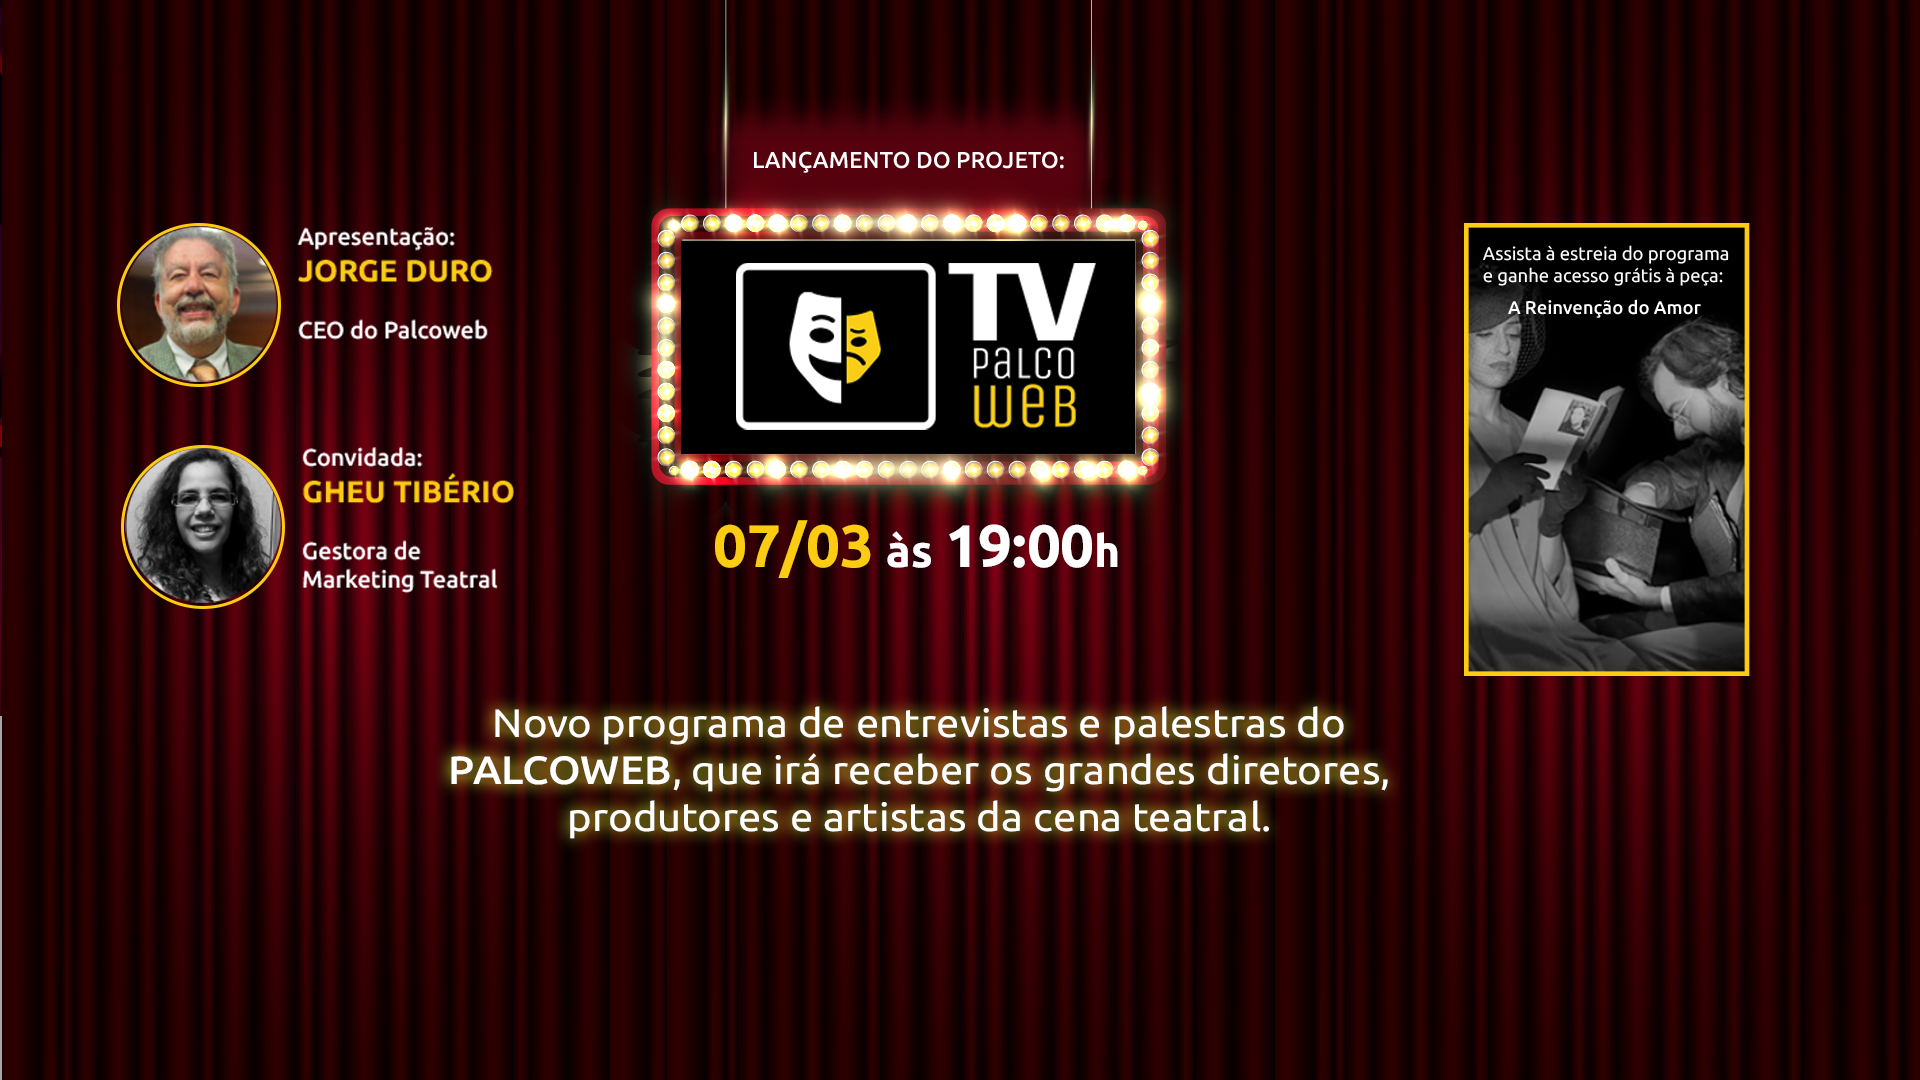 LANÇAMENTO DO PROJETO:
TV
PALCO
WEB
07/03 às 19:00h
Apresentação:
JORGE DURO
CEO do Palcoweb
Convidada:
GHEU TIBÉRIO
Gestora de
Marketing Teatral
Assista à estreia do programa
e ganhe acesso grátis à peça:
A Reinvenção do Amor
Novo programa de entrevistas e palestras do
PALCOWEB, que irá receber os grandes diretores,
produtores e artistas da cena teatral.